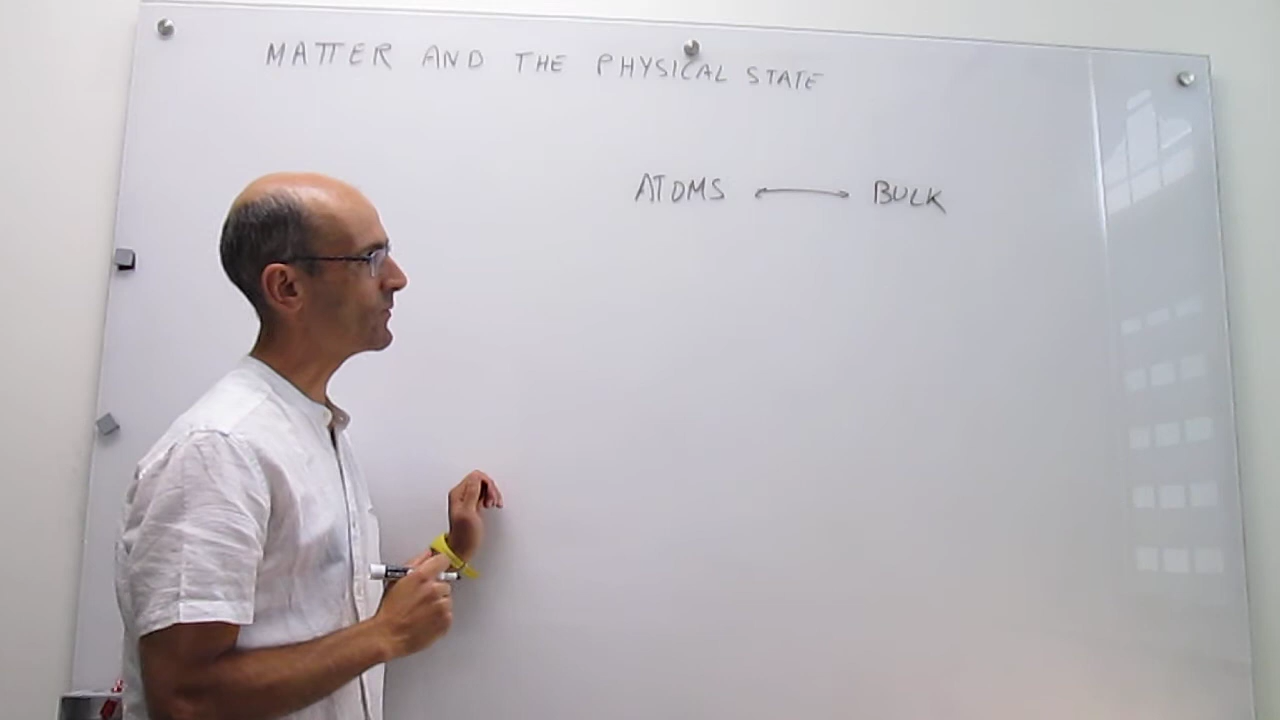 MATTER AND THE PHYSICAL STATE
ATOMS ⟷ BULK